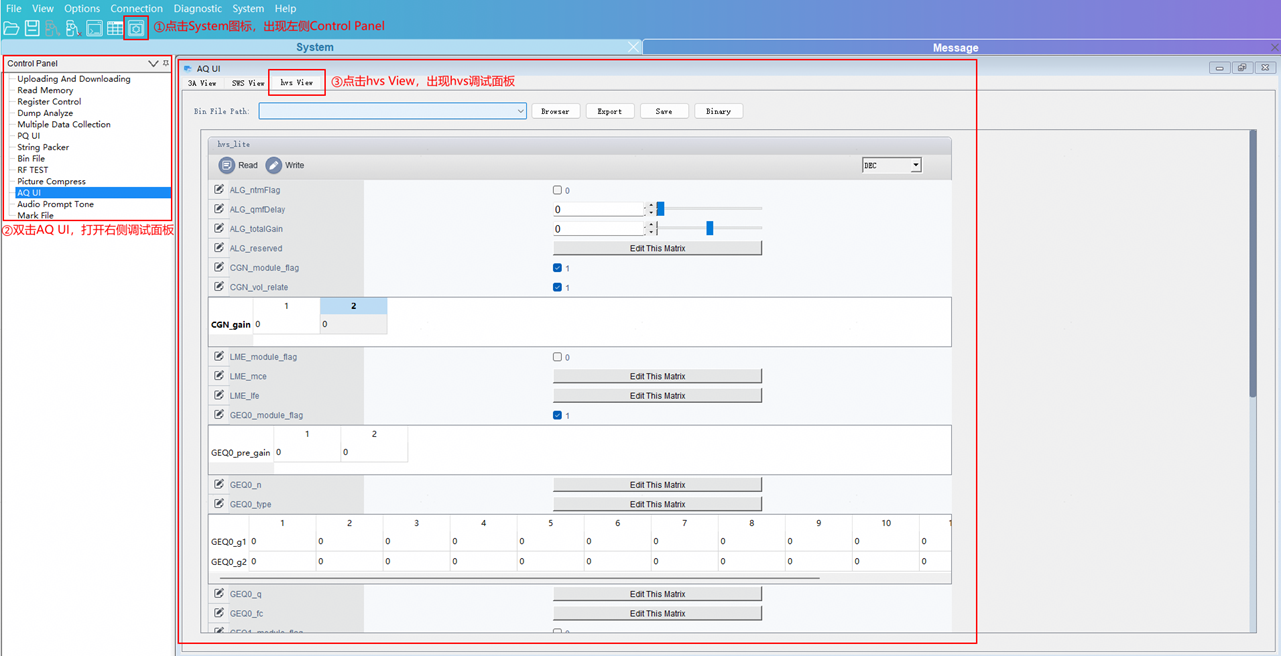 File View Options Connection Diagnostic System Help
①点击System图标，出现左侧Control Panel
System
Message
Control Panel
Uploading And Downloading
Read Memory
Register Control
Dump Analyze
Multiple Data Collection
PQ UI
String Packer
Bin File
RF TEST
Picture Compress
AQ UI
Audio Prompt Tone
Mark File
②双击AQ UI，打开右侧调试面板
AQ UI
3A View SWS View hvs View
③点击hvs View，出现hvs调试面板
Bin File Path: Browser Export Save Binary
hvs_lite
Read Write DEC
ALG_ntmFlag 0
ALG_qmfDelay 0
ALG_totalGain 0
ALG_reserved Edit This Matrix
CGN_module_flag 1
CGN_vol_relate 1
1 2
CGN_gain 0 0
LME_module_flag 0
LME_mce Edit This Matrix
LME_lfe Edit This Matrix
GEQ0_module_flag 1
1 2
GEQ0_pre_gain 0 0
GEQ0_n Edit This Matrix
GEQ0_type Edit This Matrix
1 2 3 4 5 6 7 8 9 10 1
GEQ0_g1 0 0 0 0 0 0 0 0 0 0 0
GEQ0_g2 0 0 0 0 0 0 0 0 0 0 0
GEQ0_q Edit This Matrix
GEQ0_fc Edit This Matrix
GEQ1_module_flag 0